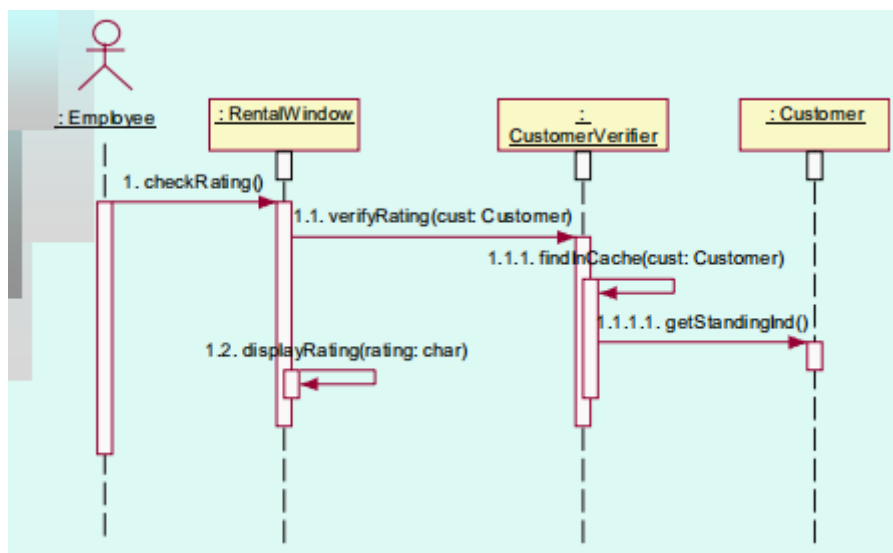 : Employee
: RentalWindow
:
CustomerVerifier
: Customer
1. checkRating()
1.1. verifyRating(cust: Customer)
1.1.1. findInCache(cust: Customer)
1.1.1.1. getStandingInd()
1.2. displayRating(rating: char)